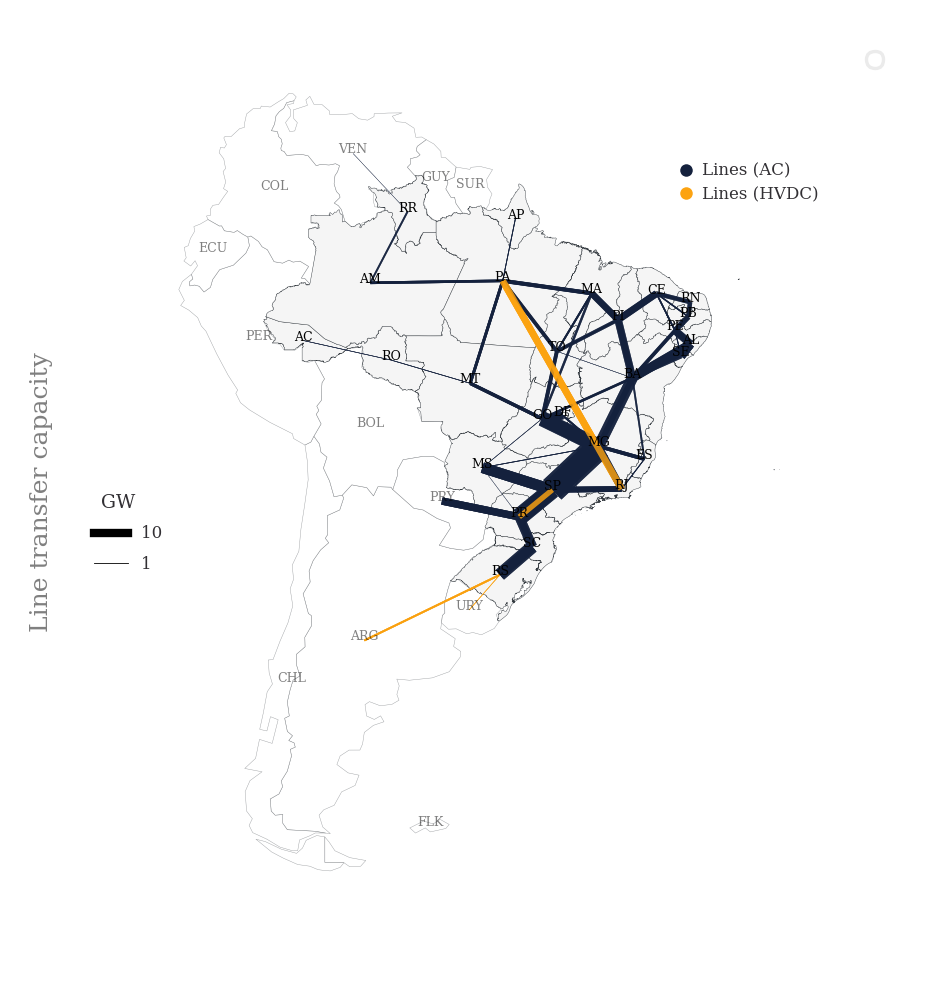 VEN
COL
GUY
SUR
Lines (AC)
Lines (HVDC)
RR
AP
ECU
AM
PA
MA
CE
RN
PB
PI
PE
PER
AC
AL
TO
SE
RO
MT
BA
GO
DF
BOL
MG
ES
MS
SP
RJ
PRY
PR
GW
10
1
SC
RS
URY
ARG
CHL
FLK
Line transfer capacity